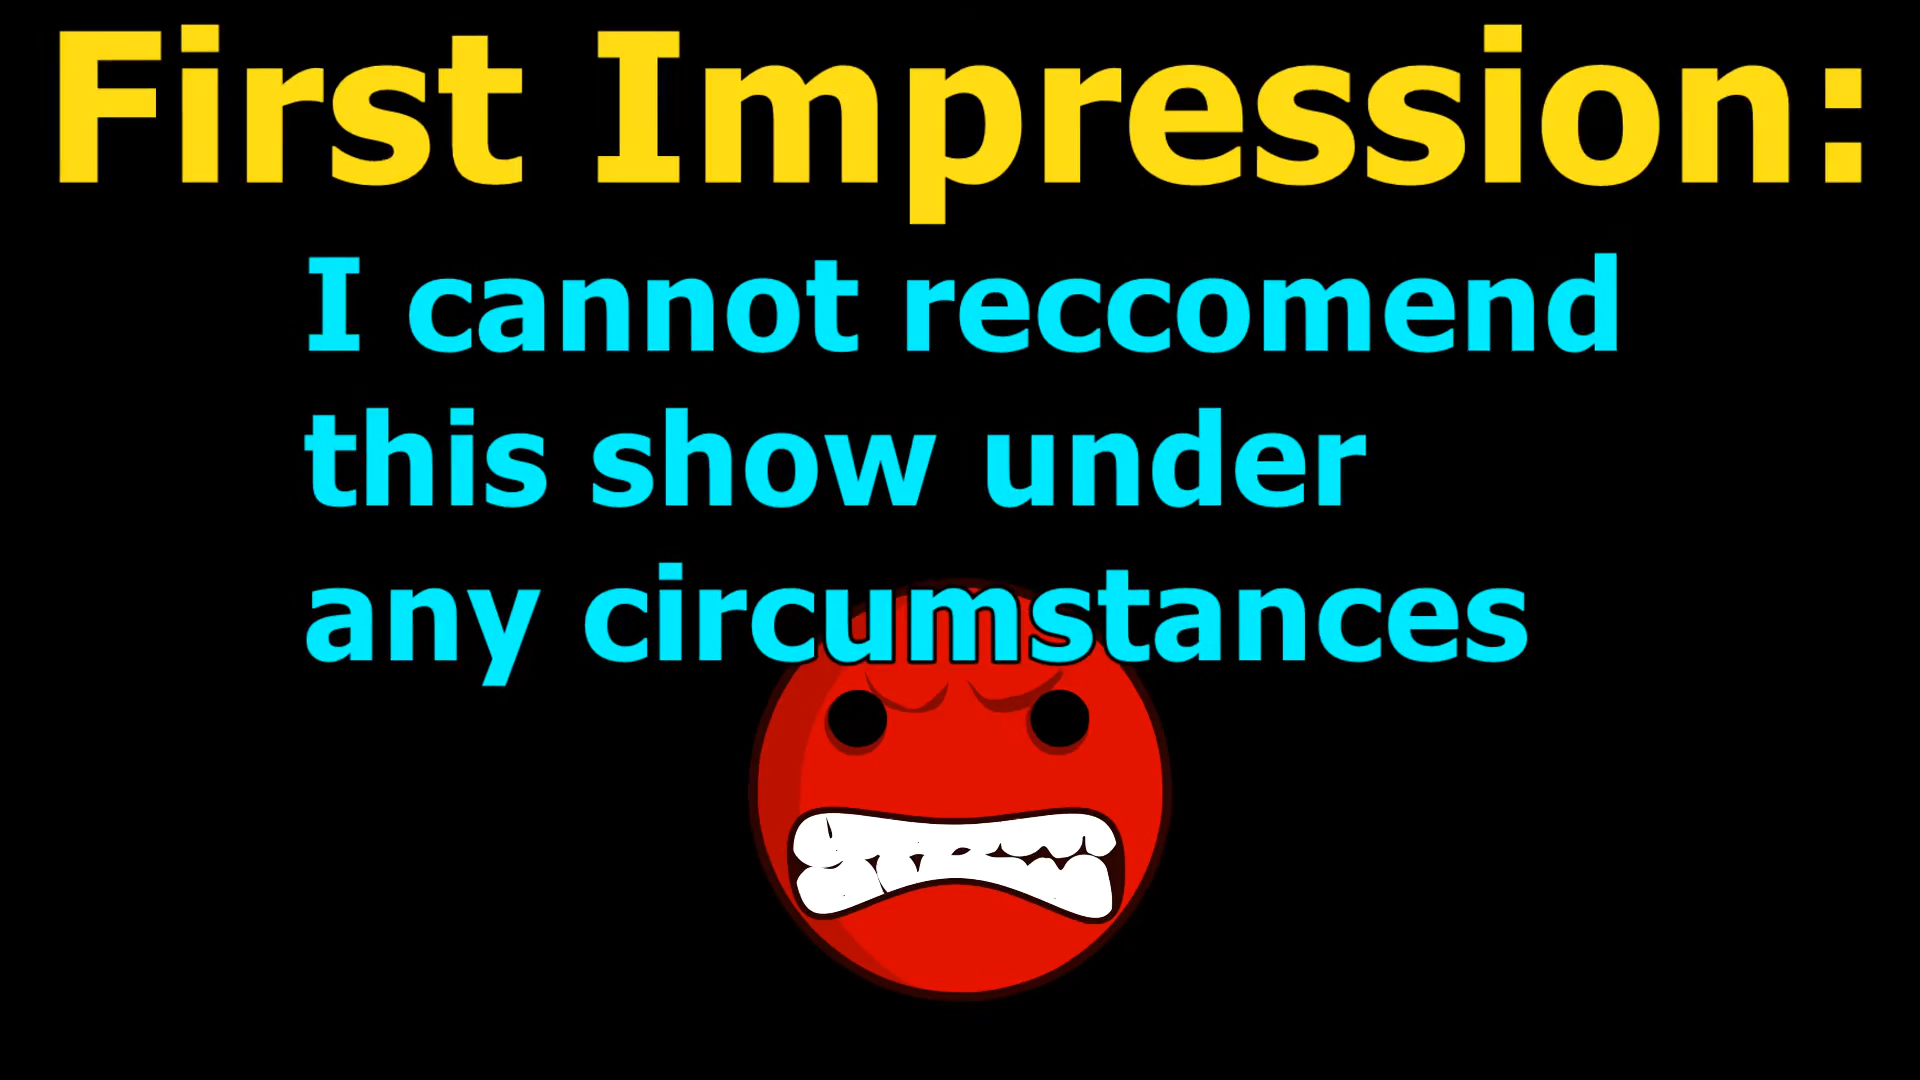 First Impression:
I cannot reccomend
this show under
any circumstances